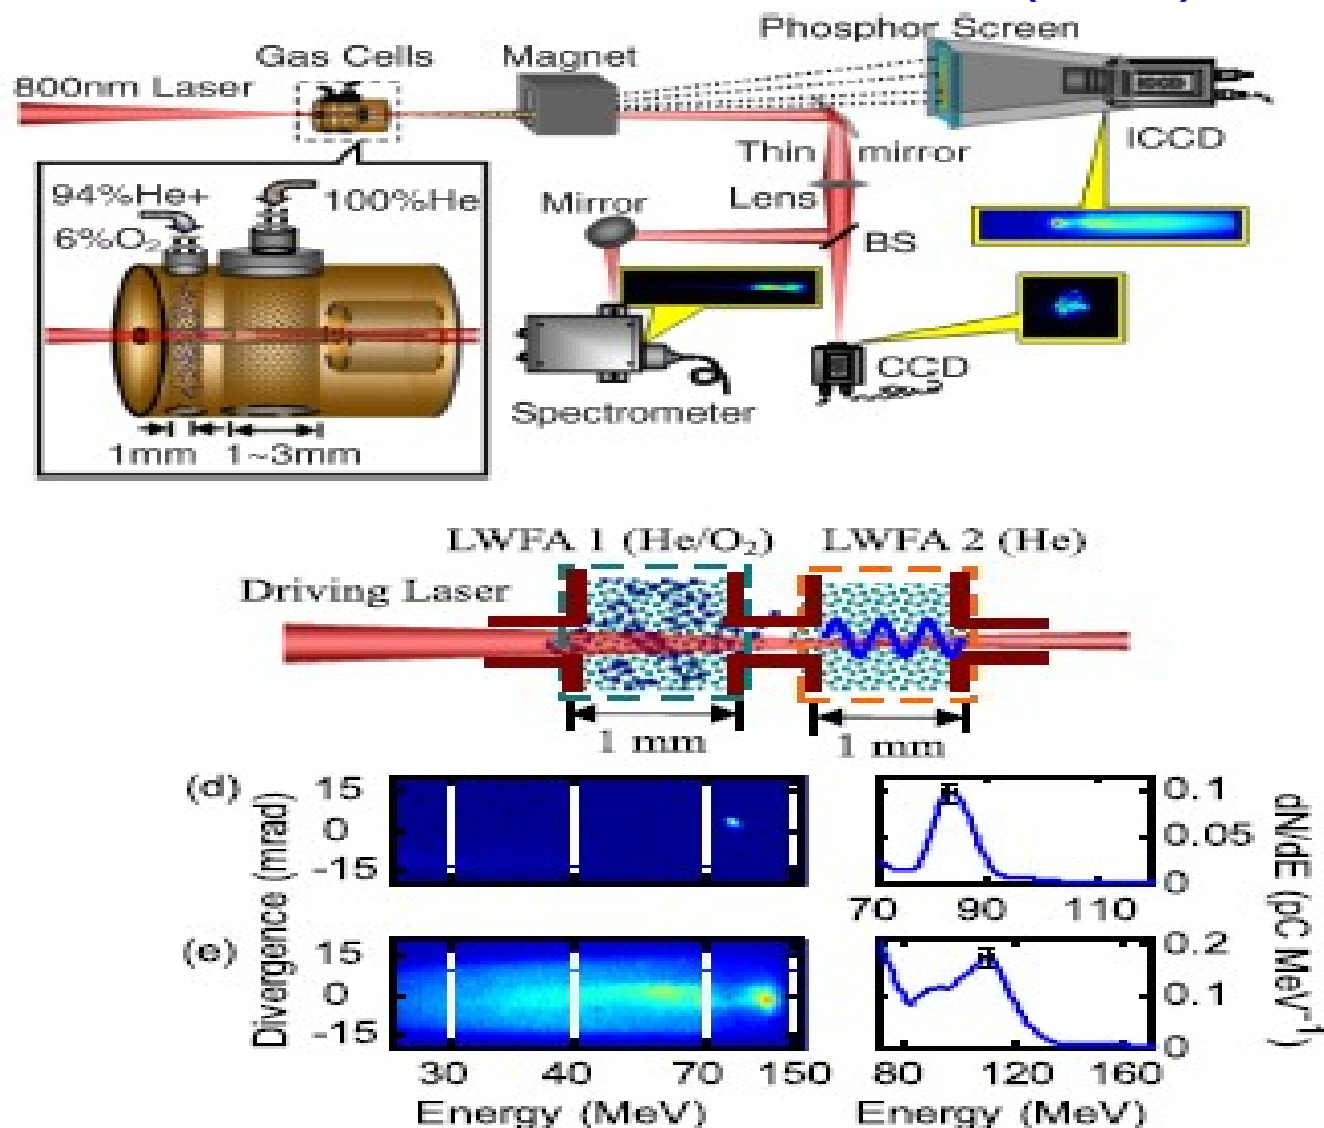 Phosphor Screen
Gas Cells
Magnet
800nm Laser
ICCD
Thin mirror
94%He+
6%O₂
100%He
Mirror
Lens
BS
CCD
Spectrometer
1mm 1~3mm
LWFA 1 (He/O₂) LWFA 2 (He)
Driving Laser
1 mm 1 mm
(d) 15 0 -15
0.1 0.05 0
70 90 110
(e) 15 0 -15
0.2 0.1 0
Divergence (mrad)
dN/dE (pC MeV⁻¹)
30 40 70 150 80 120 160
Energy (MeV) Energy (MeV)